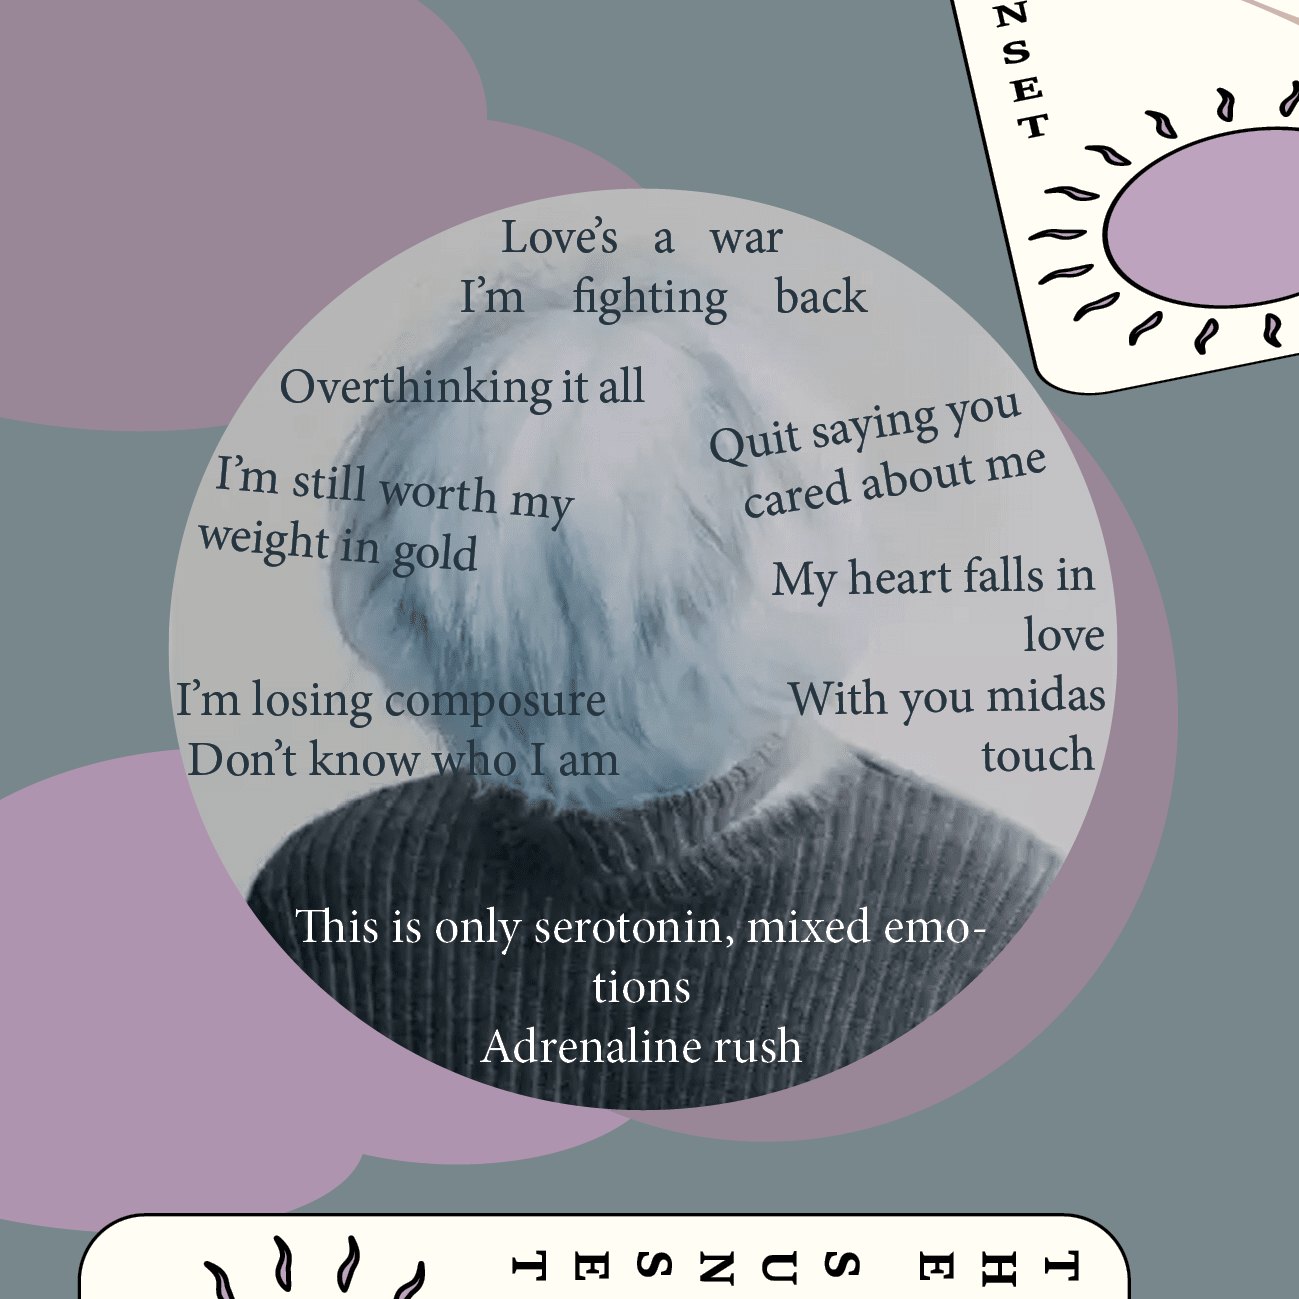 NSET
Love's a war
I'm fighting back
Overthinking it all
Quit saying you
cared about me
I'm still worth my
weight in gold
My heart falls in
love
With you midas
touch
I'm losing composure
Don't know who I am
This is only serotonin, mixed emo-
tions
Adrenaline rush
THE SUNSET